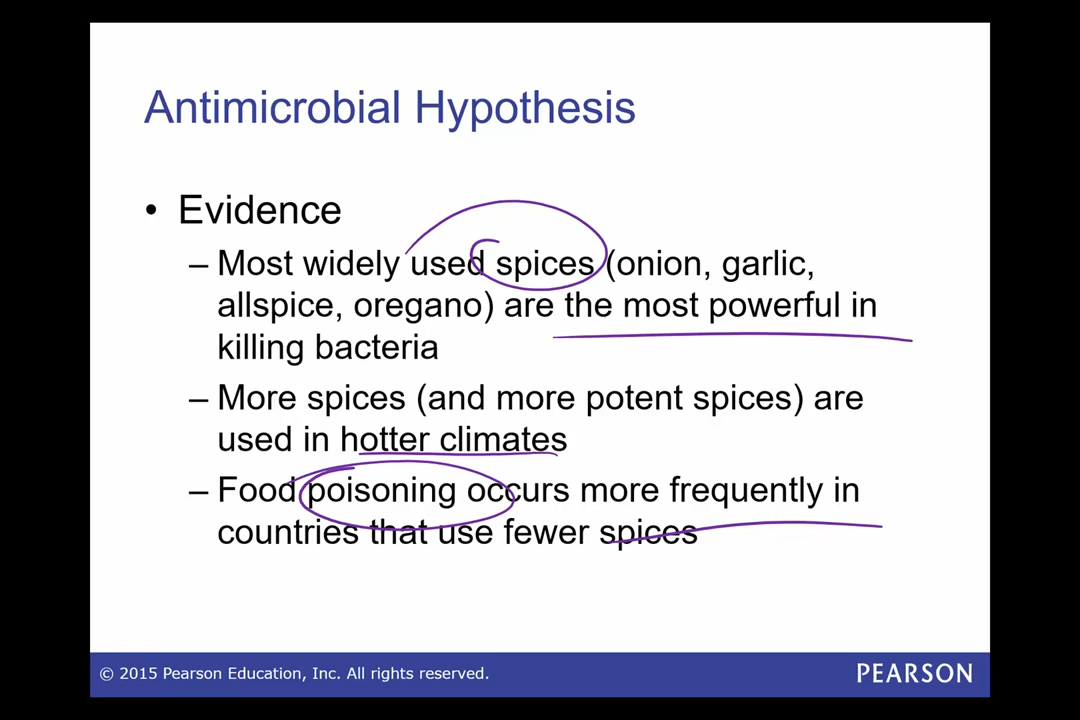 Antimicrobial Hypothesis
• Evidence
– Most widely used spices (onion, garlic,
allspice, oregano) are the most powerful in
killing bacteria
– More spices (and more potent spices) are
used in hotter climates
– Food poisoning occurs more frequently in
countries that use fewer spices
© 2015 Pearson Education, Inc. All rights reserved.
PEARSON